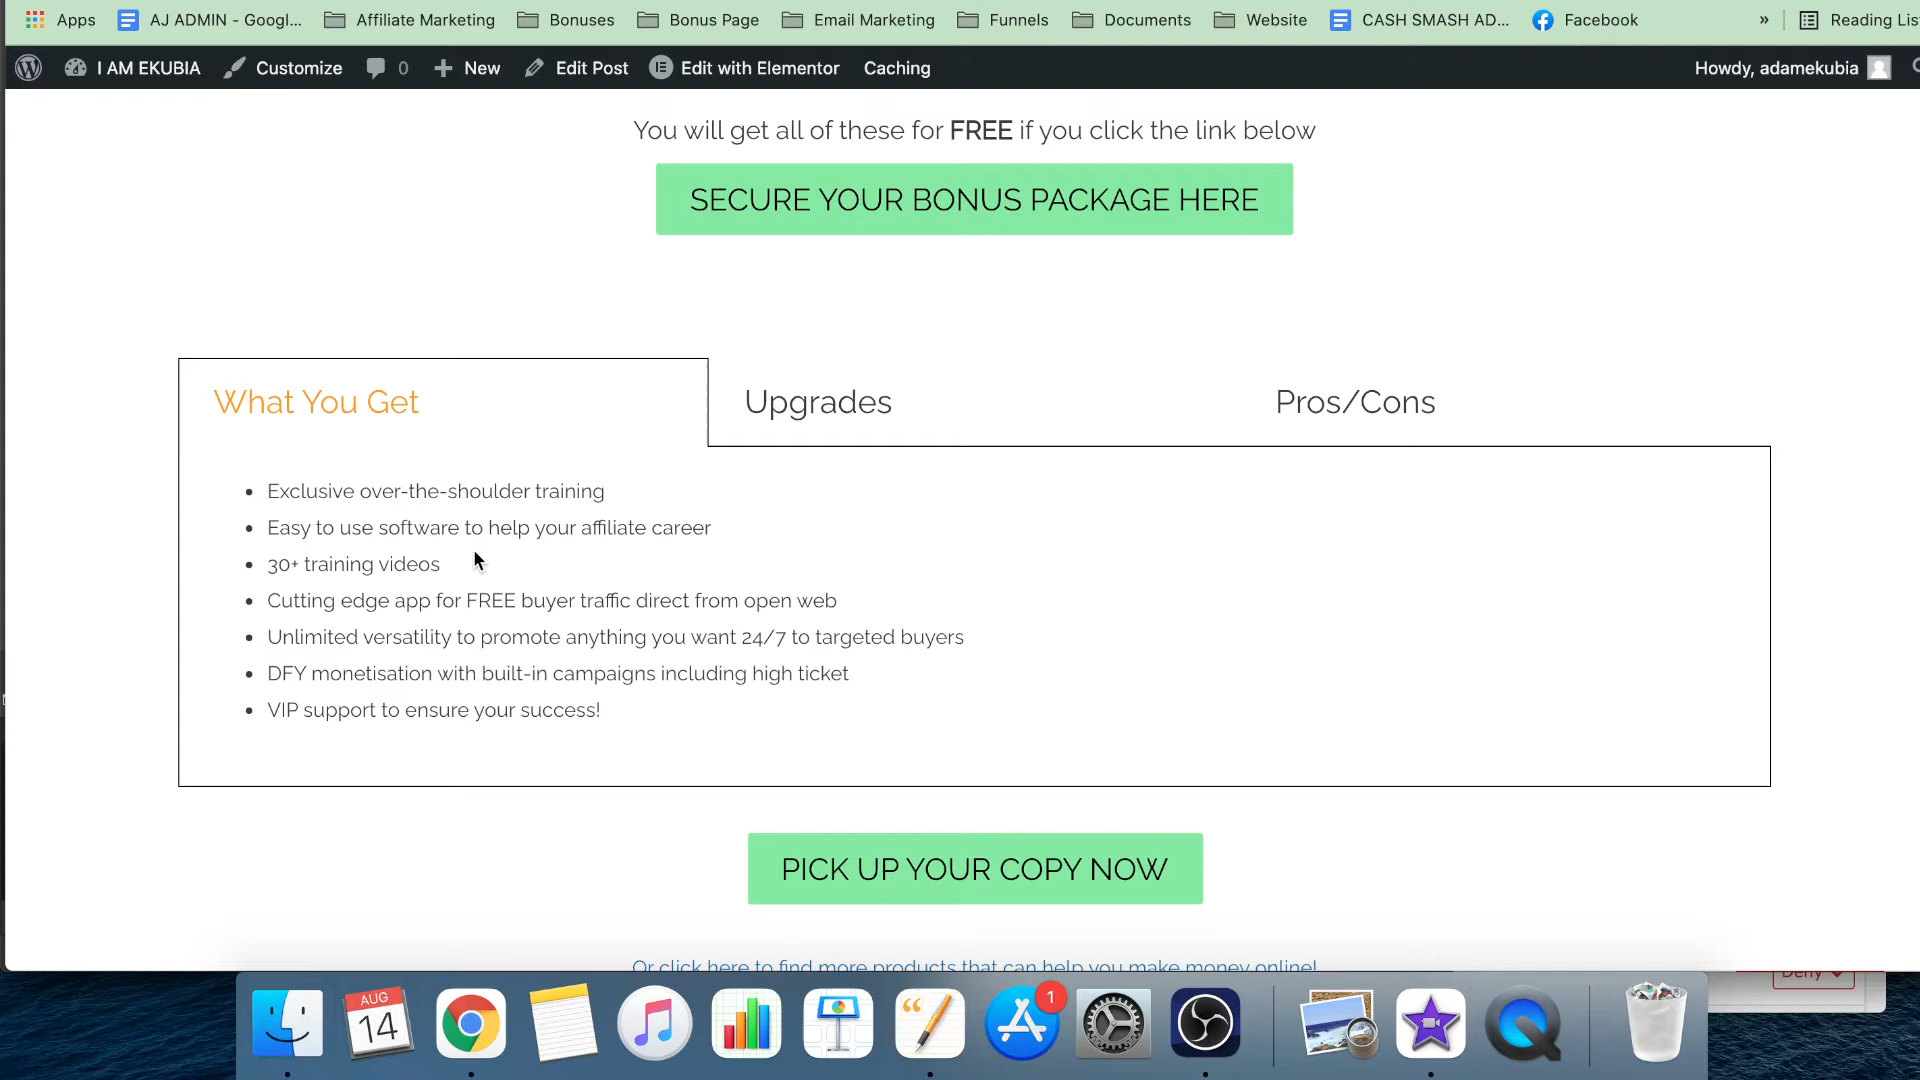 Apps AJ ADMIN - Googl... Affiliate Marketing Bonuses Bonus Page Email Marketing Funnels Documents Website CASH SMASH AD... Facebook » Reading Lis
I AM EKUBIA Customize 0 New Edit Post Edit with Elementor Caching Howdy, adamekubia
You will get all of these for FREE if you click the link below
SECURE YOUR BONUS PACKAGE HERE
What You Get Upgrades Pros/Cons
• Exclusive over-the-shoulder training
• Easy to use software to help your affiliate career
• 30+ training videos
• Cutting edge app for FREE buyer traffic direct from open web
• Unlimited versatility to promote anything you want 24/7 to targeted buyers
• DFY monetisation with built-in campaigns including high ticket
• VIP support to ensure your success!
PICK UP YOUR COPY NOW
Or click here to find more products that can help you make money online!
Deny
AUG
14
1